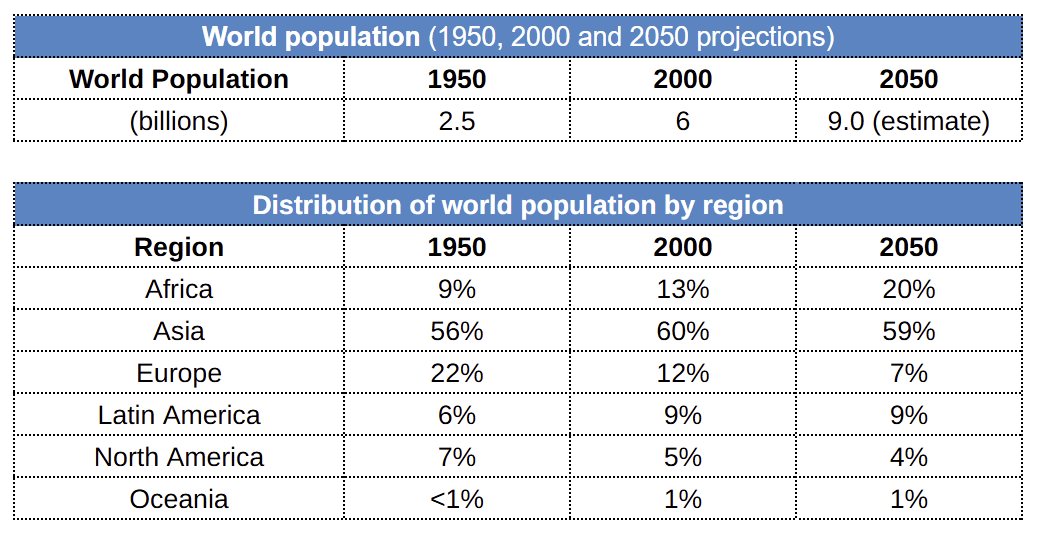 World population (1950, 2000 and 2050 projections)
World Population 1950 2000 2050
(billions) 2.5 6 9.0 (estimate)
Distribution of world population by region
Region 1950 2000 2050
Africa 9% 13% 20%
Asia 56% 60% 59%
Europe 22% 12% 7%
Latin America 6% 9% 9%
North America 7% 5% 4%
Oceania <1% 1% 1%